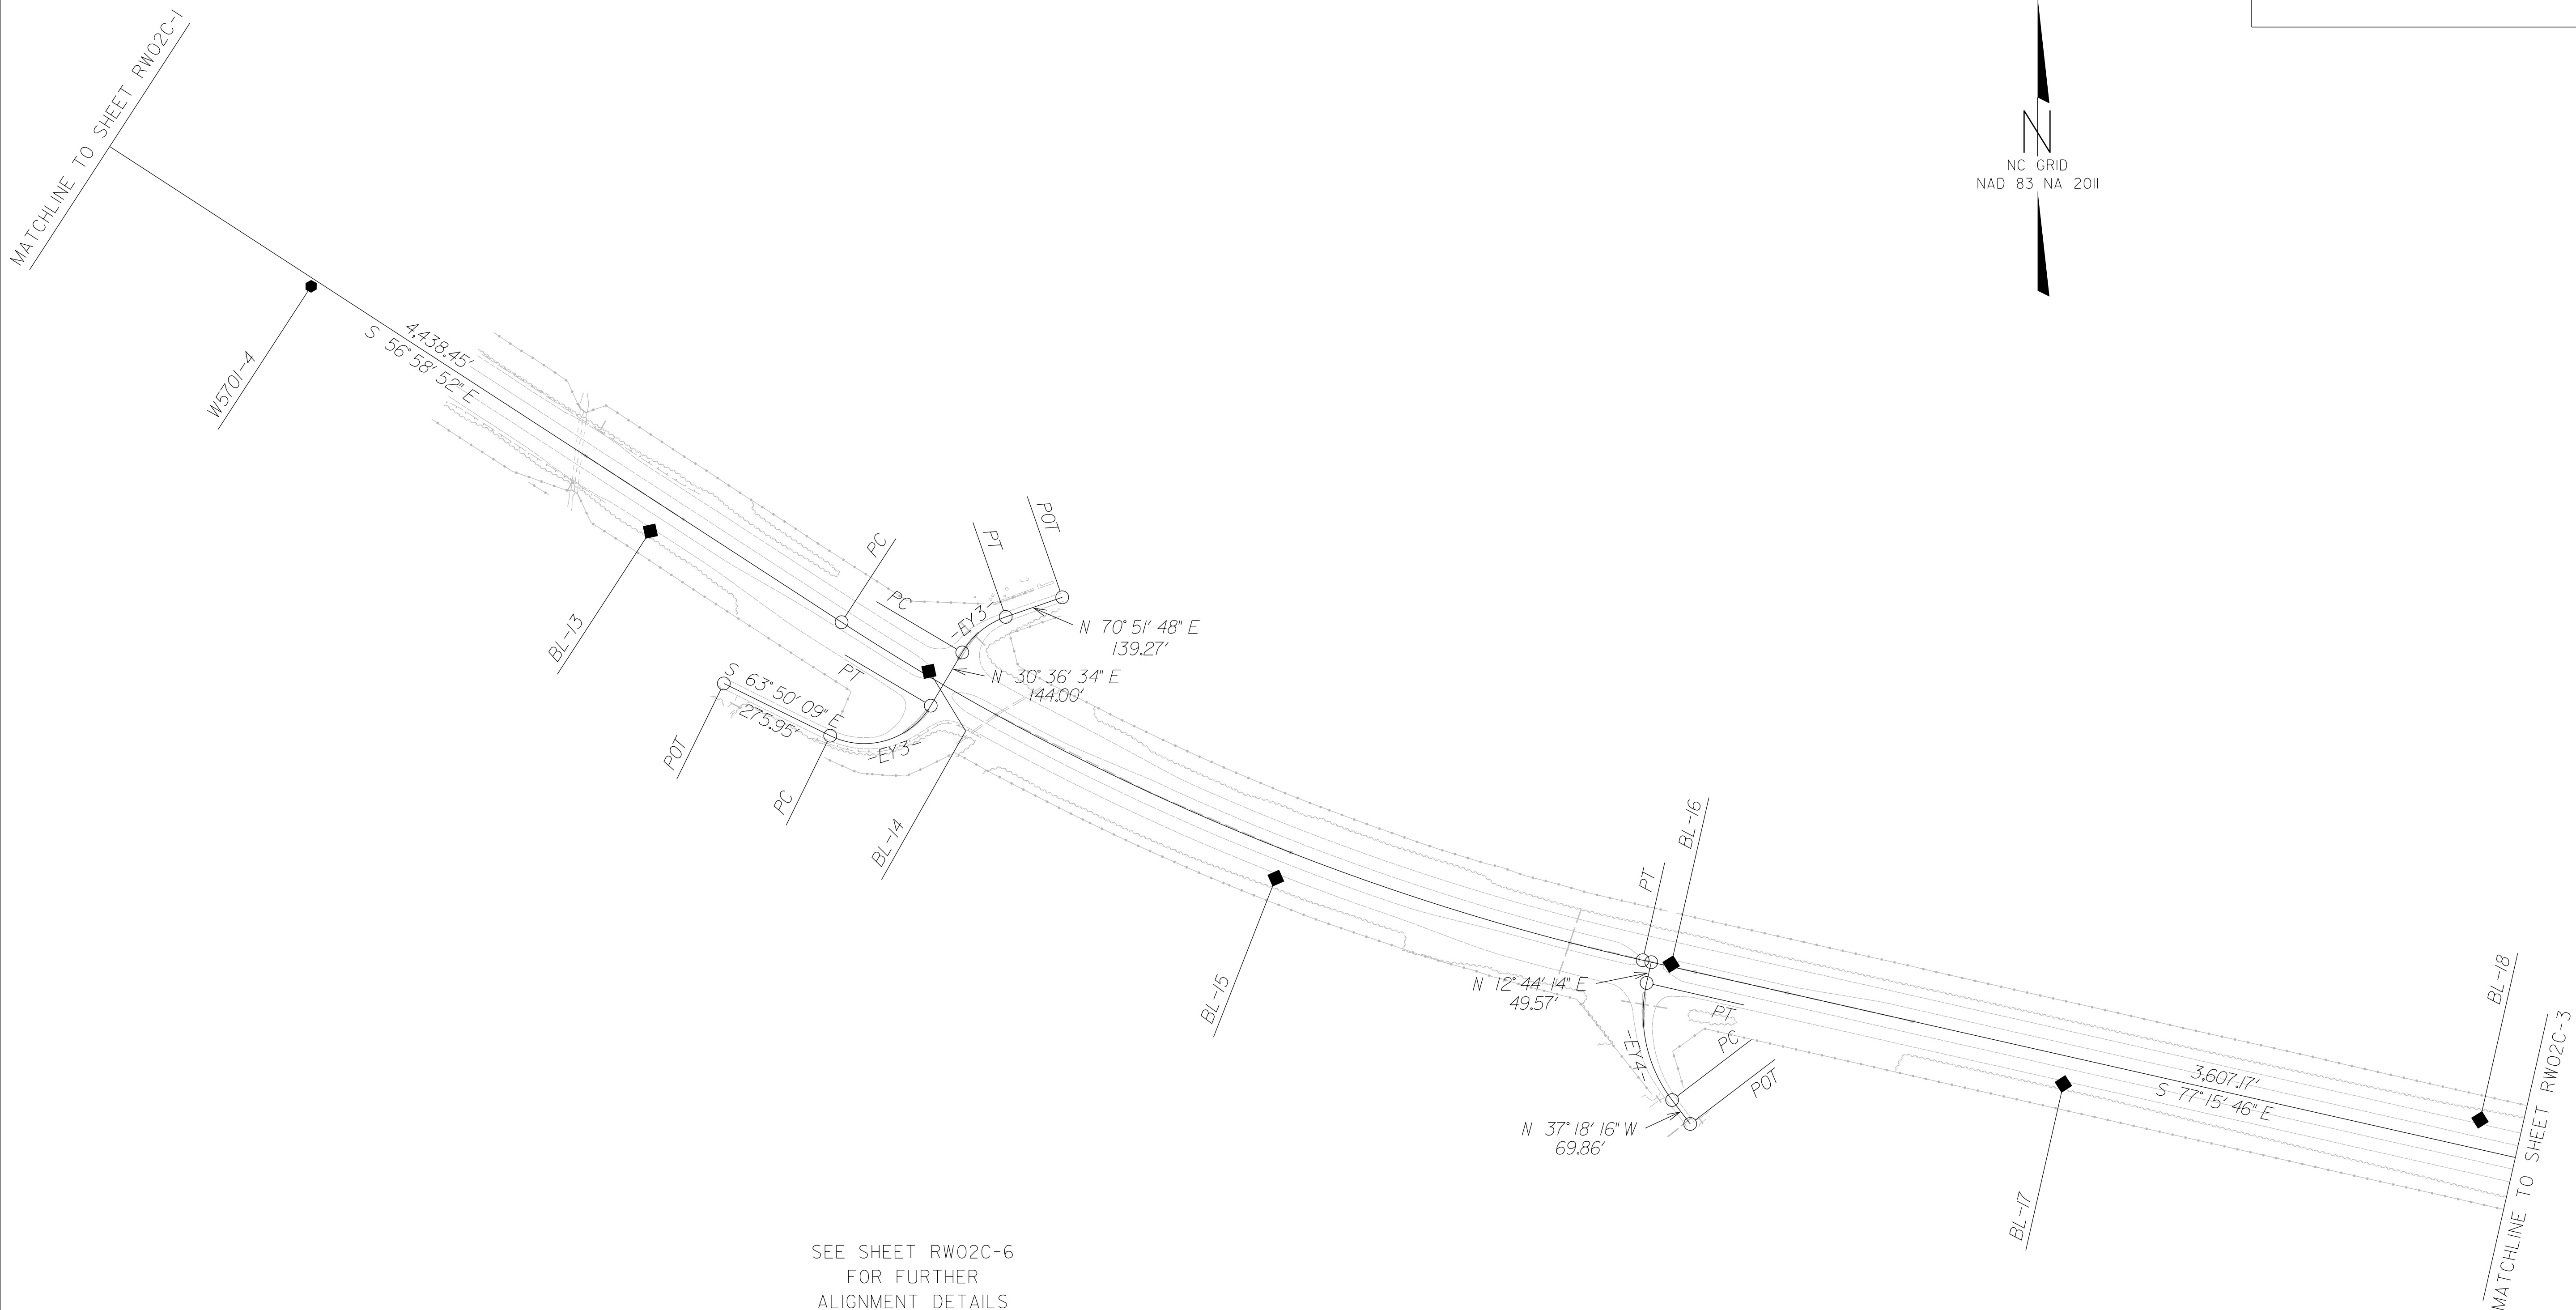 MATCHLINE TO SHEET RW02C-1
N
NC GRID
NAD 83 NA 2011
W5701-4
4,438.45'
S 56°58'52" E
BL-13
PC
PC
PT
POT
-EY3-
N 70°51'48" E
139.27'
PT
N 30°36'34" E
144.00'
S 63°50'09" E
275.95'
POT
PC
-EY3-
BL-14
BL-15
PT
BL-16
N 12°44'14" E
49.57'
PT
PC
-EY4-
POT
N 37°18'16" W
69.86'
3,607.17'
S 77°15'46" E
BL-17
BL-18
MATCHLINE TO SHEET RW02C-3
SEE SHEET RW02C-6
FOR FURTHER
ALIGNMENT DETAILS